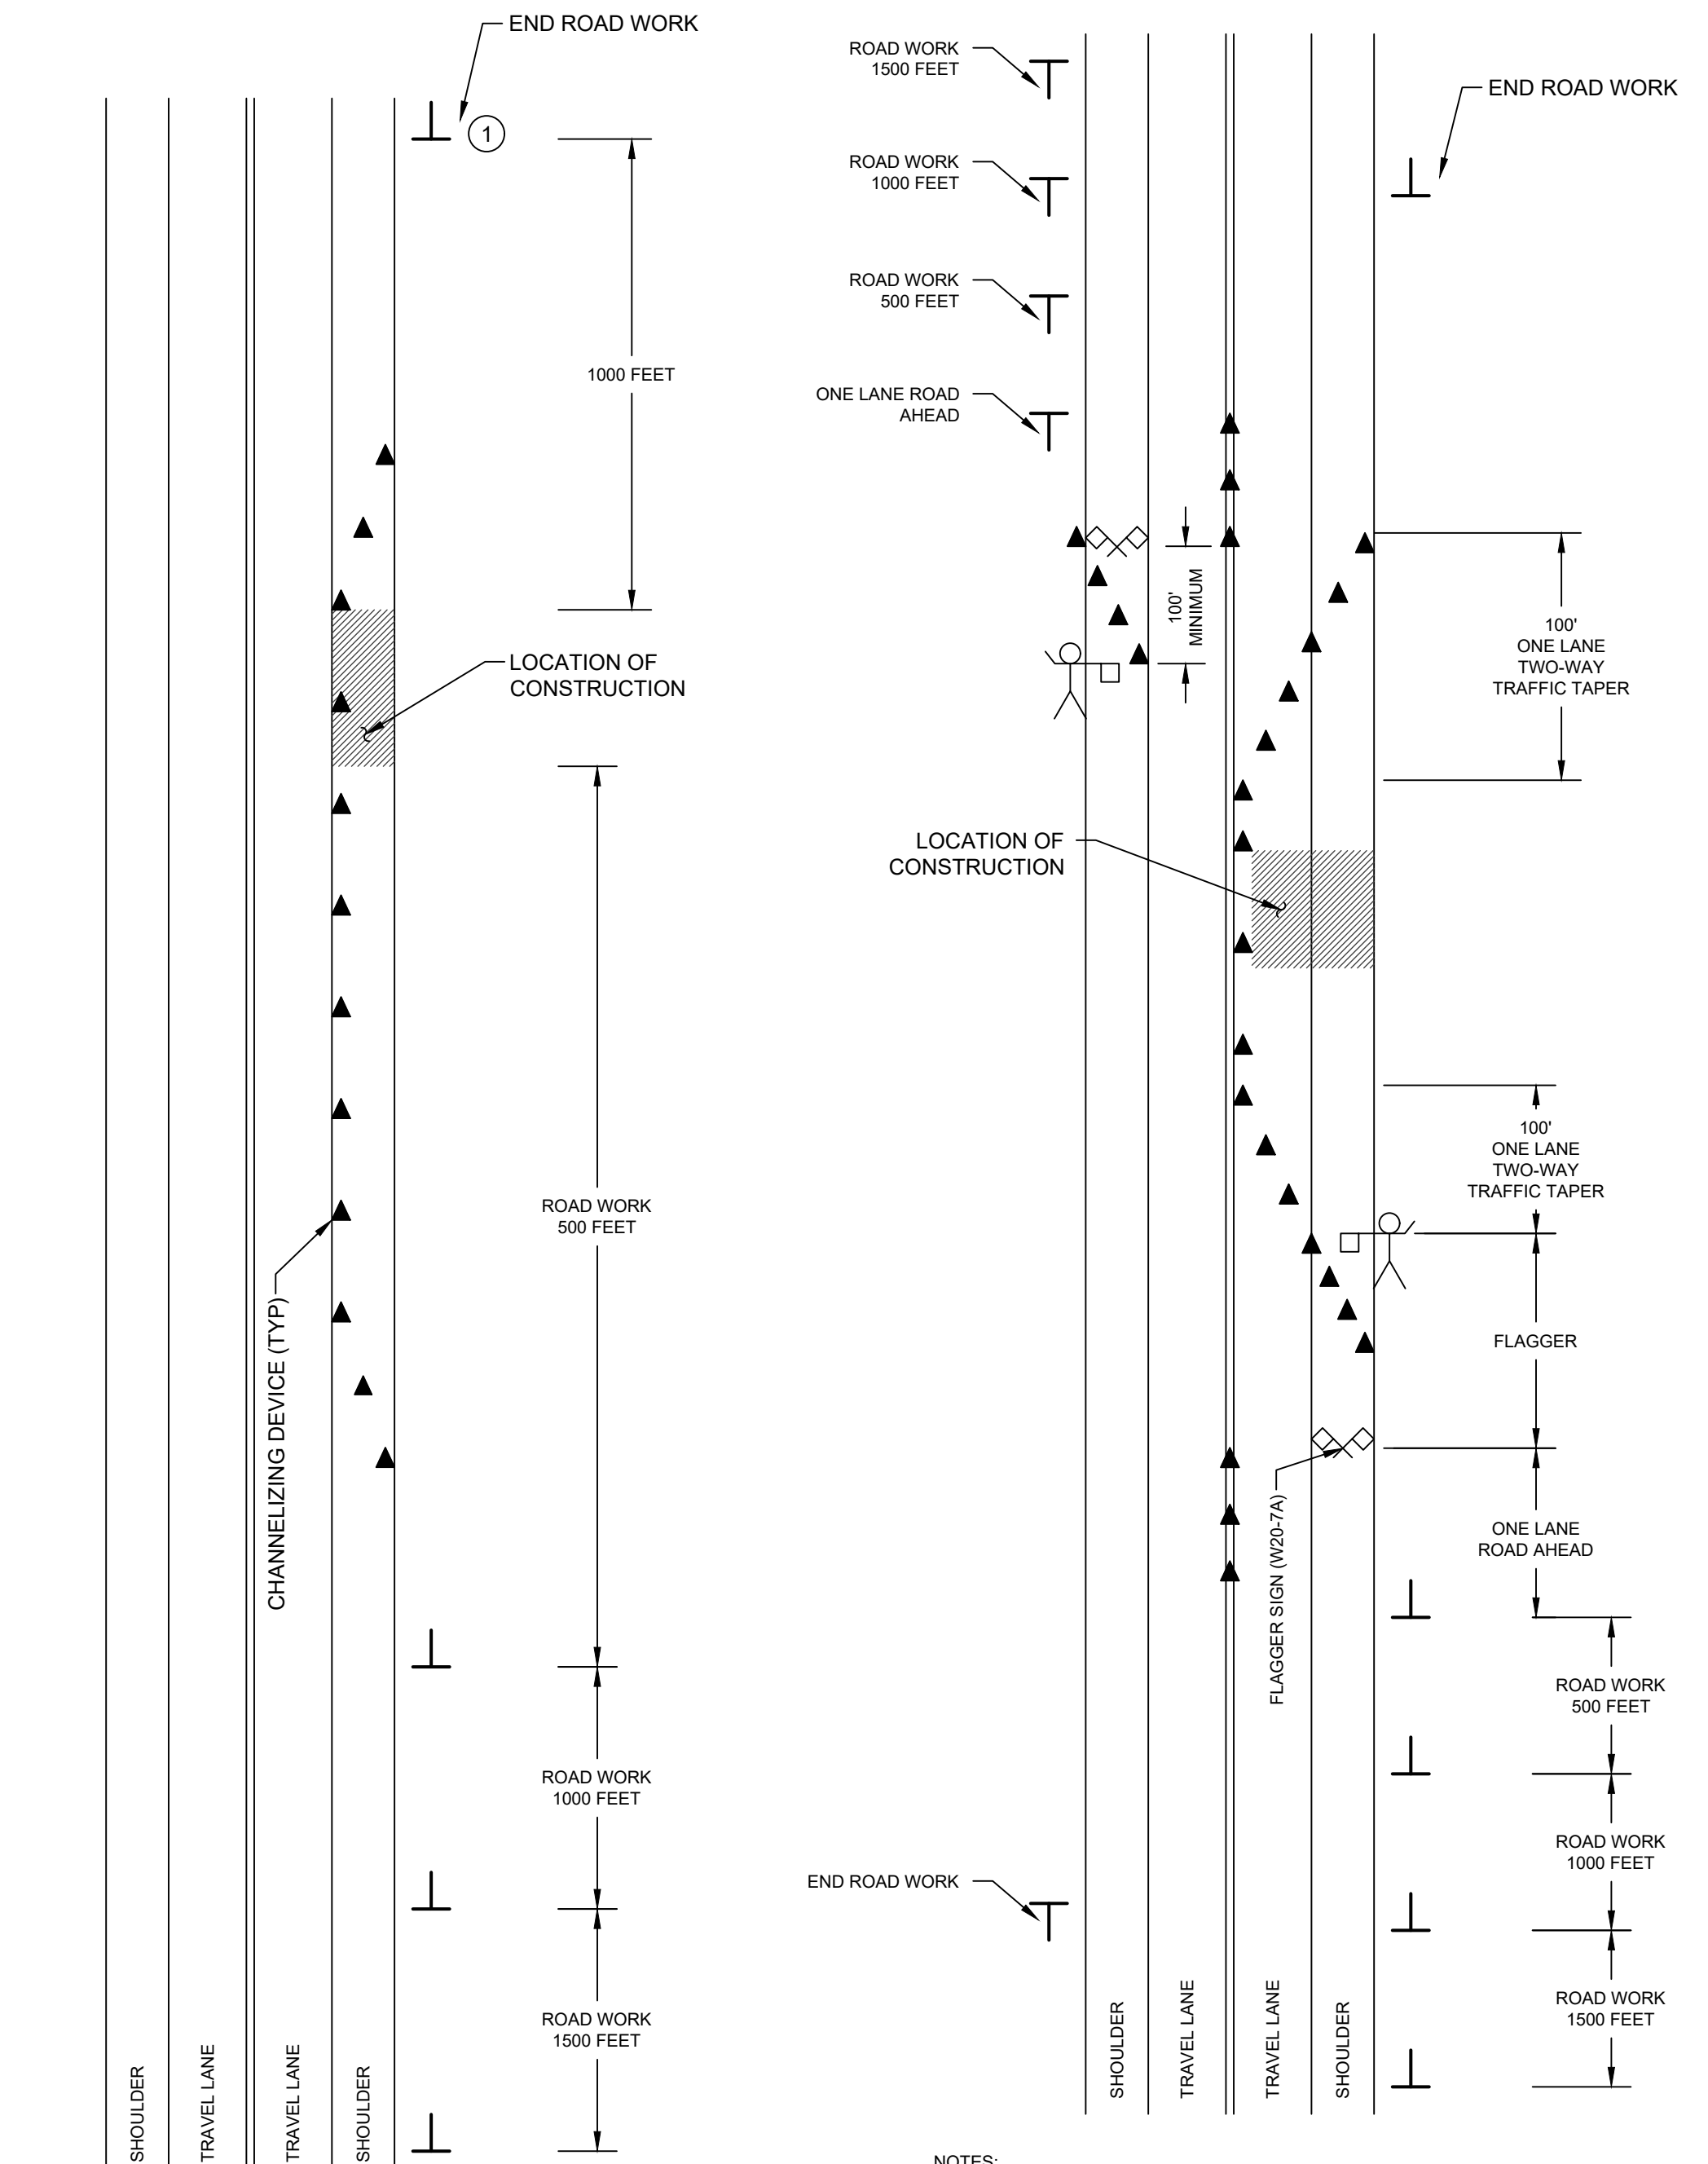 END ROAD WORK
1
1000 FEET
LOCATION OF
CONSTRUCTION
ROAD WORK
500 FEET
CHANNELIZING DEVICE (TYP)
ROAD WORK
1000 FEET
ROAD WORK
1500 FEET
SHOULDER
TRAVEL LANE
TRAVEL LANE
SHOULDER
ROAD WORK
1500 FEET
ROAD WORK
1000 FEET
ROAD WORK
500 FEET
ONE LANE ROAD
AHEAD
END ROAD WORK
100'
MINIMUM
100'
ONE LANE
TWO-WAY
TRAFFIC TAPER
LOCATION OF
CONSTRUCTION
100'
ONE LANE
TWO-WAY
TRAFFIC TAPER
FLAGGER
FLAGGER SIGN (W20-7A)
ONE LANE
ROAD AHEAD
ROAD WORK
500 FEET
ROAD WORK
1000 FEET
END ROAD WORK
ROAD WORK
1500 FEET
SHOULDER
TRAVEL LANE
TRAVEL LANE
SHOULDER
NOTES: